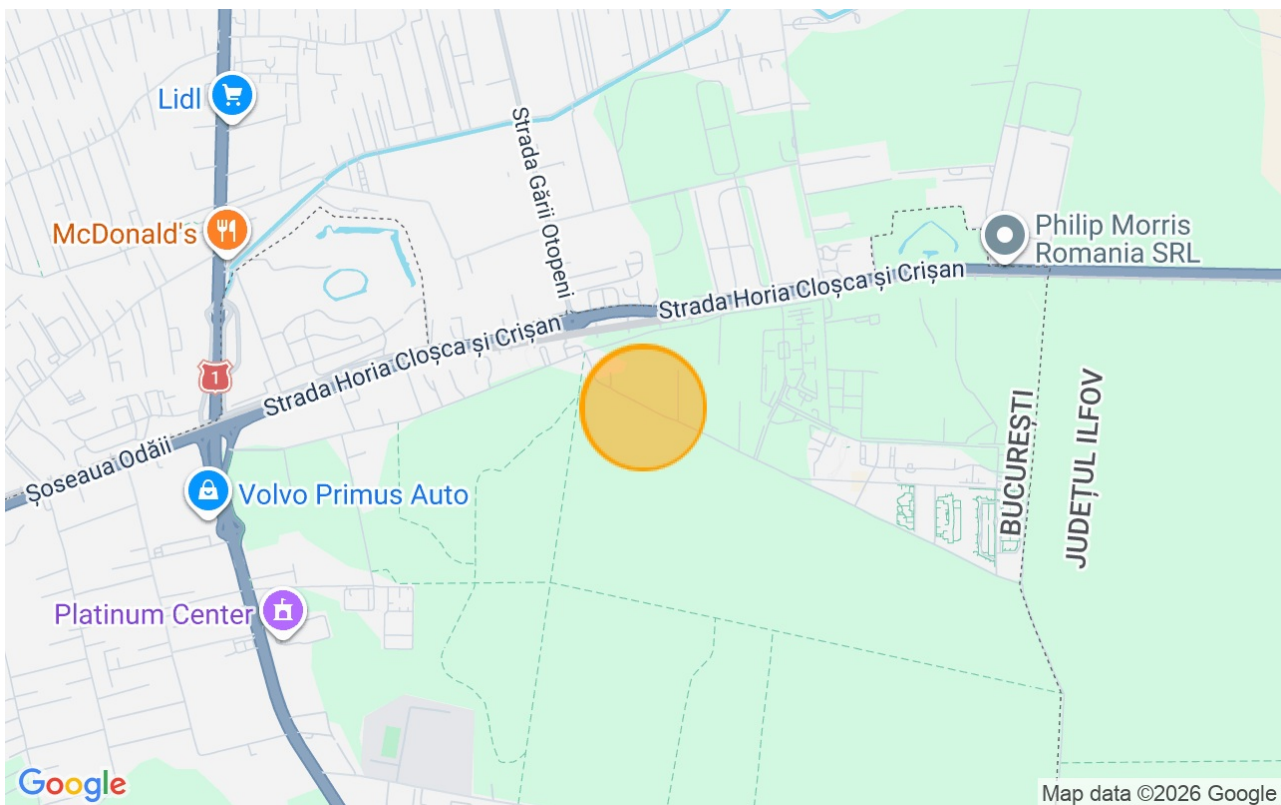 Lidl
McDonald's
Strada Gării Otopeni
Philip Morris
Romania SRL
Strada Horia Cloșca și Crișan
Strada Horia Cloșca și Crișan
1
Șoseaua Odăii
Volvo Primus Auto
BUCUREȘTI
JUDEȚUL ILFOV
Platinum Center
Google
Map data ©2026 Google